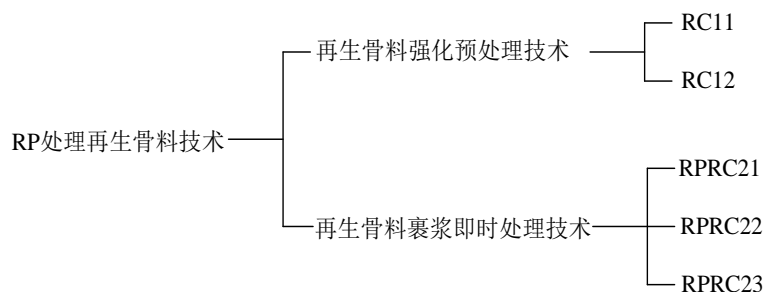 RP处理再生骨料技术
再生骨料强化预处理技术
RC11
RC12
再生骨料裹浆即时处理技术
RPRC21
RPRC22
RPRC23